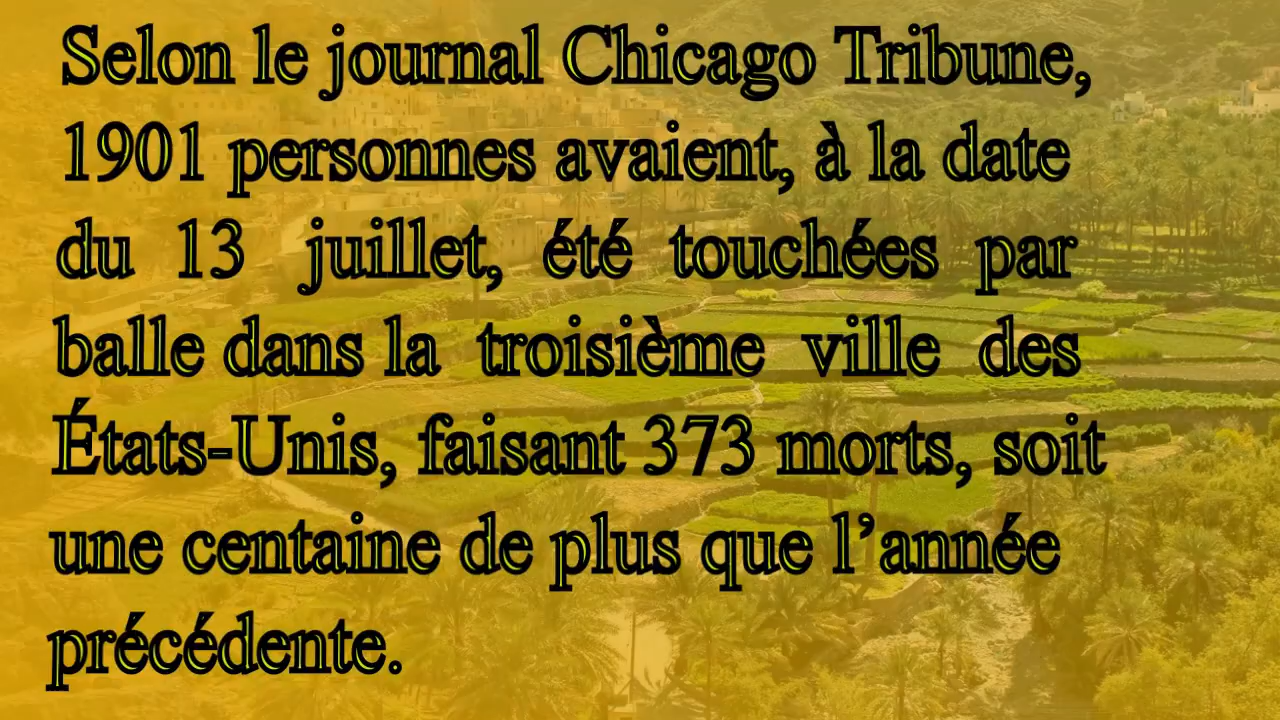 Selon le journal Chicago Tribune,
1901 personnes avaient, à la date
du 13 juillet, été touchées par
balle dans la troisième ville des
États-Unis, faisant 373 morts, soit
une centaine de plus que l’année
précédente.